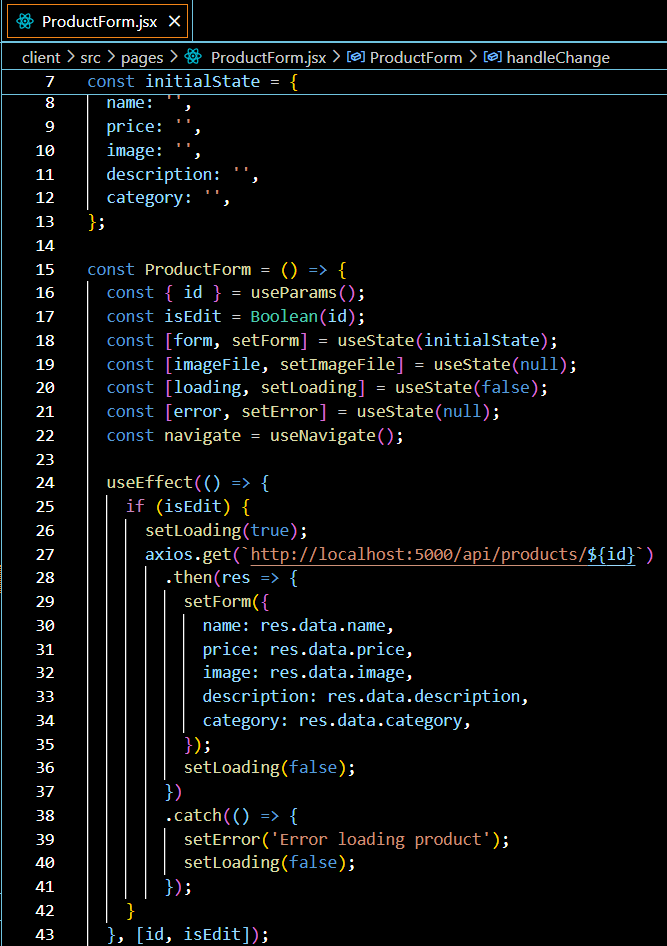 ProductForm.jsx
client > src > pages > ProductForm.jsx > ProductForm > handleChange
7 const initialState = {
8 name: '',
9 price: '',
10 image: '',
11 description: '',
12 category: '',
13 };
14
15 const ProductForm = () => {
16 const { id } = useParams();
17 const isEdit = Boolean(id);
18 const [form, setForm] = useState(initialState);
19 const [imageFile, setImageFile] = useState(null);
20 const [loading, setLoading] = useState(false);
21 const [error, setError] = useState(null);
22 const navigate = useNavigate();
23
24 useEffect(() => {
25 if (isEdit) {
26 setLoading(true);
27 axios.get(`http://localhost:5000/api/products/${id}`)
28 .then(res => {
29 setForm({
30 name: res.data.name,
31 price: res.data.price,
32 image: res.data.image,
33 description: res.data.description,
34 category: res.data.category,
35 });
36 setLoading(false);
37 })
38 .catch(() => {
39 setError('Error loading product');
40 setLoading(false);
41 });
42 }
43 }, [id, isEdit]);